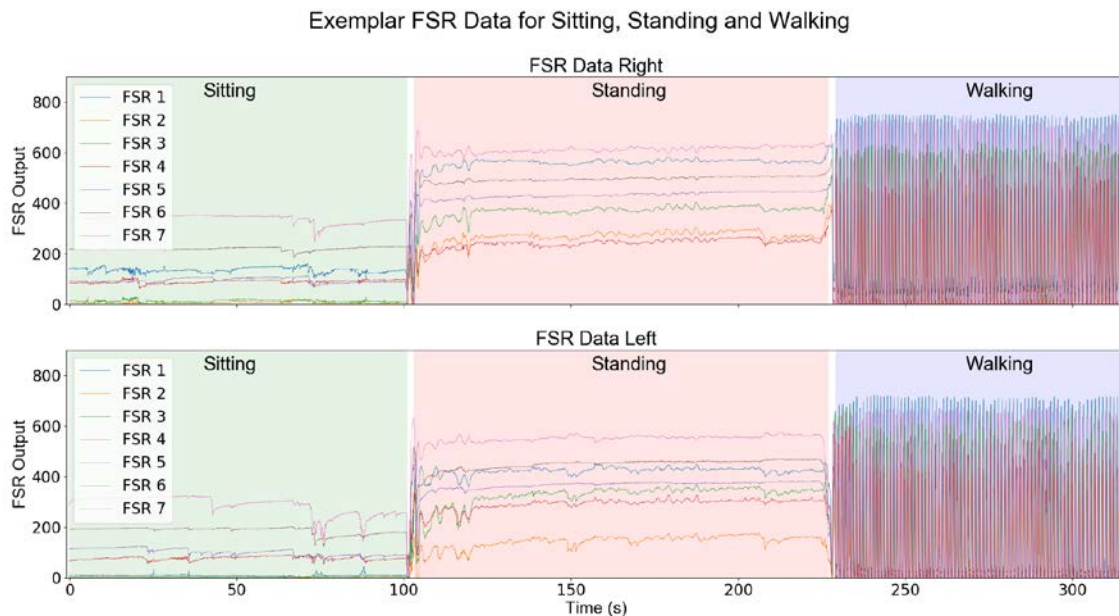 Exemplar FSR Data for Sitting, Standing and Walking
FSR Data Right
Sitting
Standing
Walking
FSR 1
FSR 2
FSR 3
FSR 4
FSR 5
FSR 6
FSR 7
FSR Output
800
600
400
200
0
FSR Data Left
Sitting
Standing
Walking
FSR 1
FSR 2
FSR 3
FSR 4
FSR 5
FSR 6
FSR 7
FSR Output
800
600
400
200
0
0 50 100 150 200 250 300
Time (s)